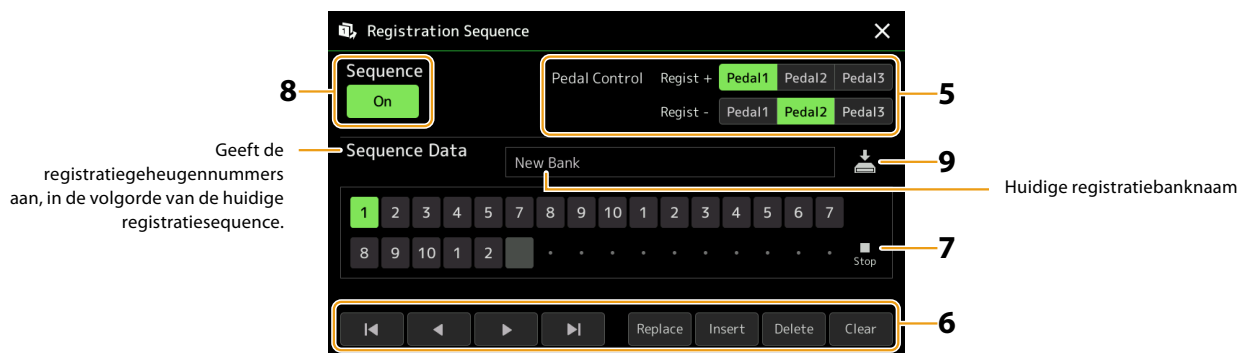 Registration Sequence
8
Sequence
On
Pedal Control Regist + Pedal1 Pedal2 Pedal3
Regist - Pedal1 Pedal2 Pedal3
5
Geeft de
registratiegeheugennummers
aan, in de volgorde van de huidige
registratiesequence.
Sequence Data
New Bank
9
Huidige registratiebanknaam
1 2 3 4 5 7 8 9 10 1 2 3 4 5 6 7
8 9 10 1 2
Stop
7
Replace Insert Delete Clear
6